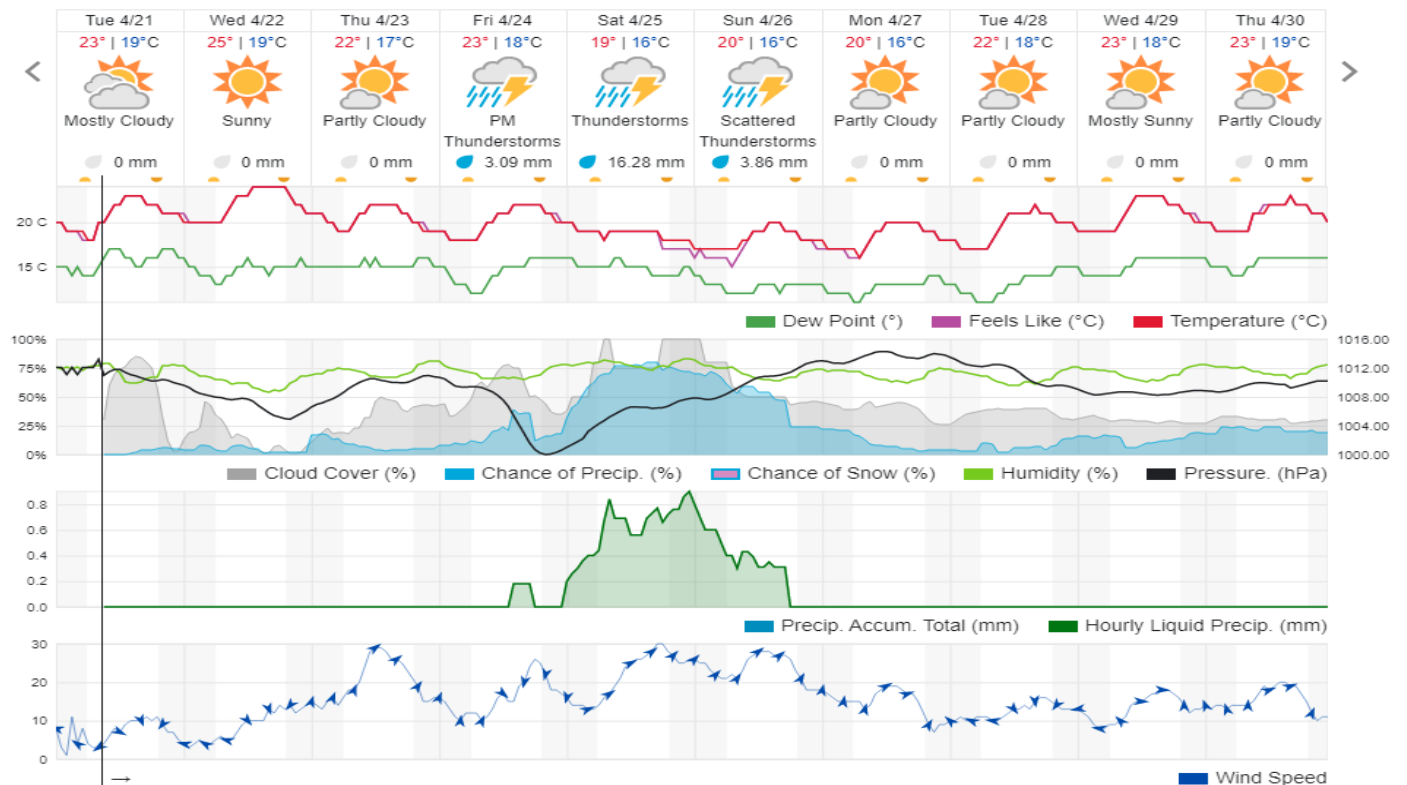 Tue 4/21 Wed 4/22 Thu 4/23 Fri 4/24 Sat 4/25 Sun 4/26 Mon 4/27 Tue 4/28 Wed 4/29 Thu 4/30
23° | 19°C 25° | 19°C 22° | 17°C 23° | 18°C 19° | 16°C 20° | 16°C 20° | 16°C 22° | 18°C 23° | 18°C 23° | 19°C
Mostly Cloudy Sunny Partly Cloudy PM Thunderstorms Scattered Partly Cloudy Partly Cloudy Mostly Sunny Partly Cloudy
Thunderstorms Thunderstorms
0 mm 0 mm 0 mm 3.09 mm 16.28 mm 3.86 mm 0 mm 0 mm 0 mm 0 mm
20 C
15 C
Dew Point (°) Feels Like (°C) Temperature (°C)
100% 1016.00
75% 1012.00
50% 1008.00
25% 1004.00
0% 1000.00
Cloud Cover (%) Chance of Precip. (%) Chance of Snow (%) Humidity (%) Pressure. (hPa)
0.8
0.6
0.4
0.2
0.0
Precip. Accum. Total (mm) Hourly Liquid Precip. (mm)
30
20
10
0
→
Wind Speed